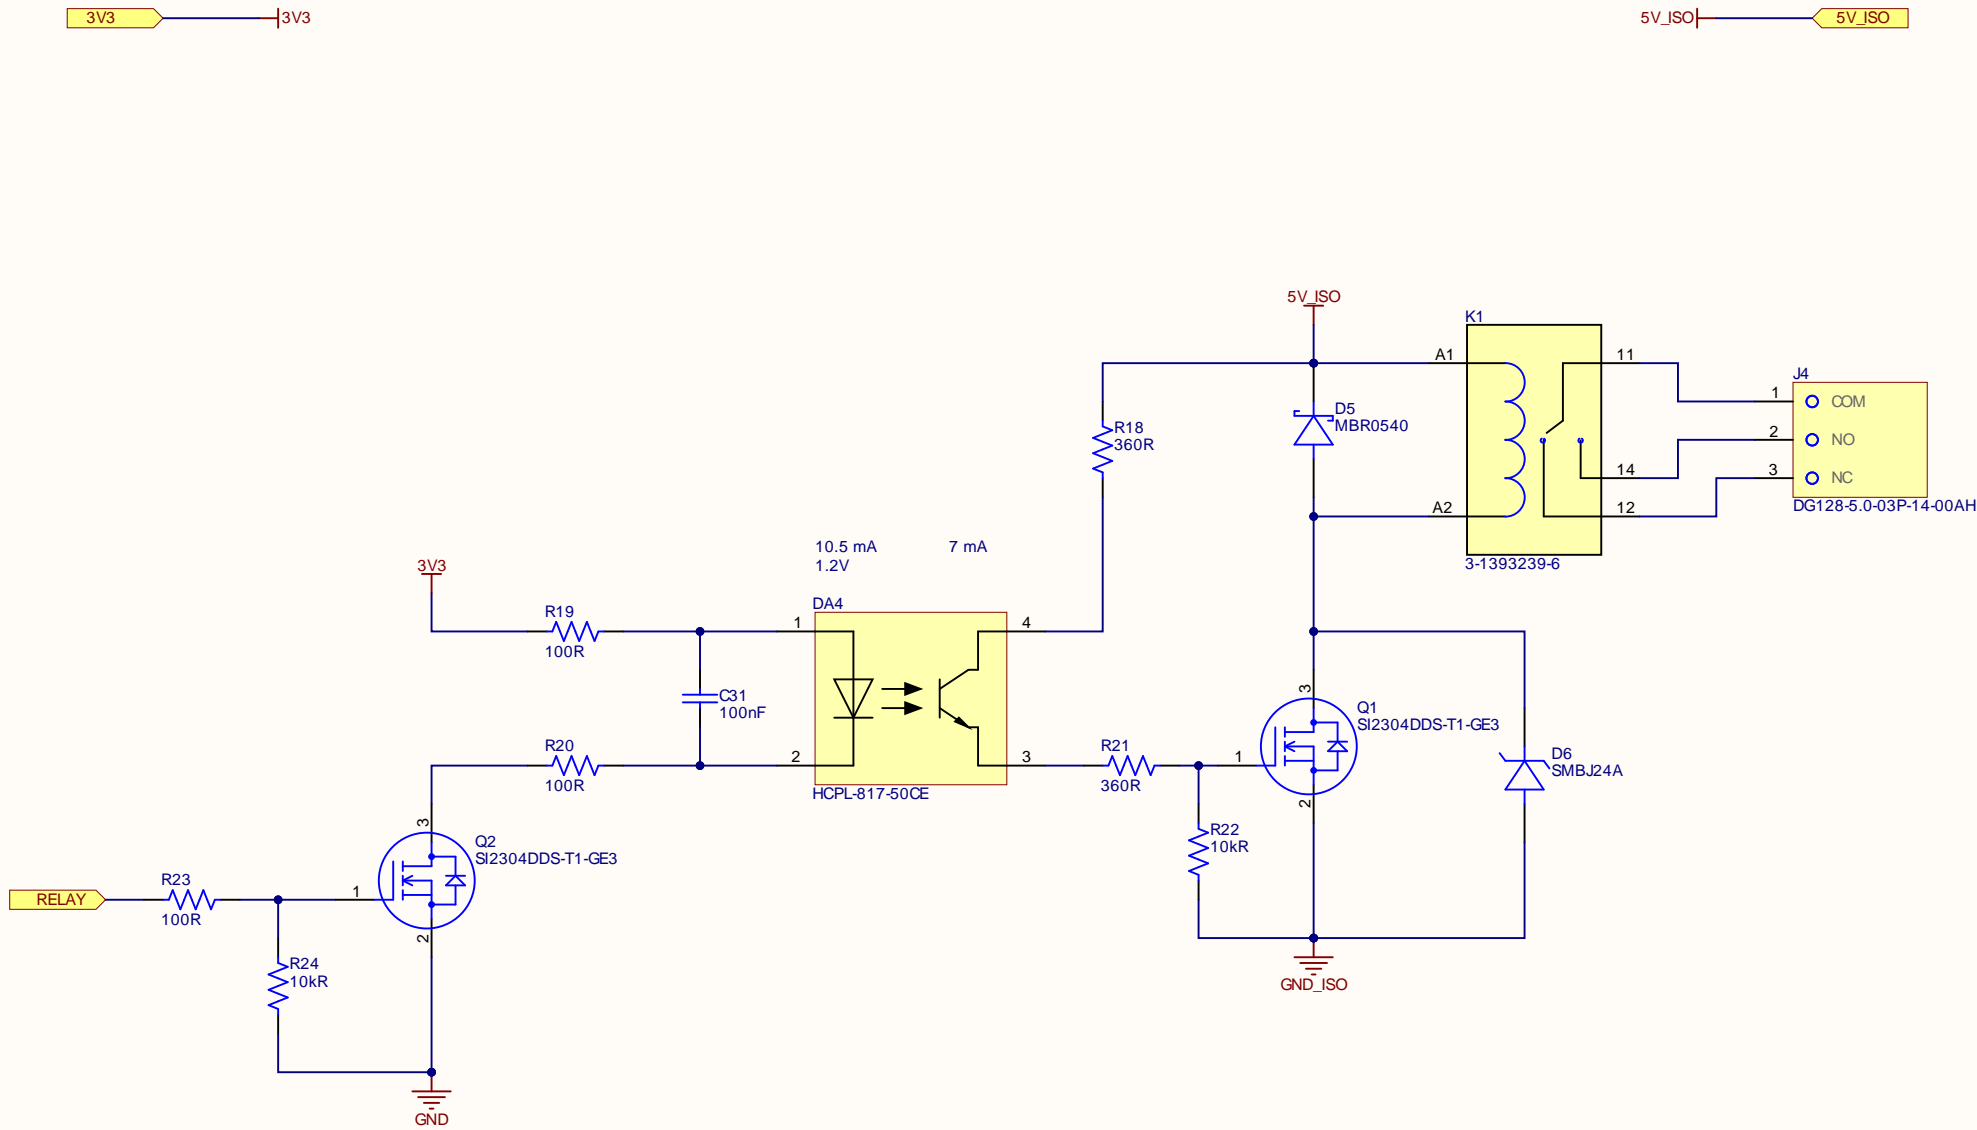 3V3
3V3
5V_ISO
5V_ISO
5V_ISO
K1
A1
11
J4
1
COM
D5
MBR0540
R18
360R
2
NO
14
3
NC
A2
12
DG128-5.0-03P-14-00AH
10.5 mA
7 mA
1.2V
3-1393239-6
3V3
R19
100R
DA4
1
4
C31
100nF
3
Q1
SI2304DDS-T1-GE3
R20
100R
2
3
R21
360R
1
D6
SMBJ24A
HCPL-817-50CE
2
3
Q2
SI2304DDS-T1-GE3
R22
10kR
R23
100R
RELAY
1
2
R24
10kR
GND_ISO
GND